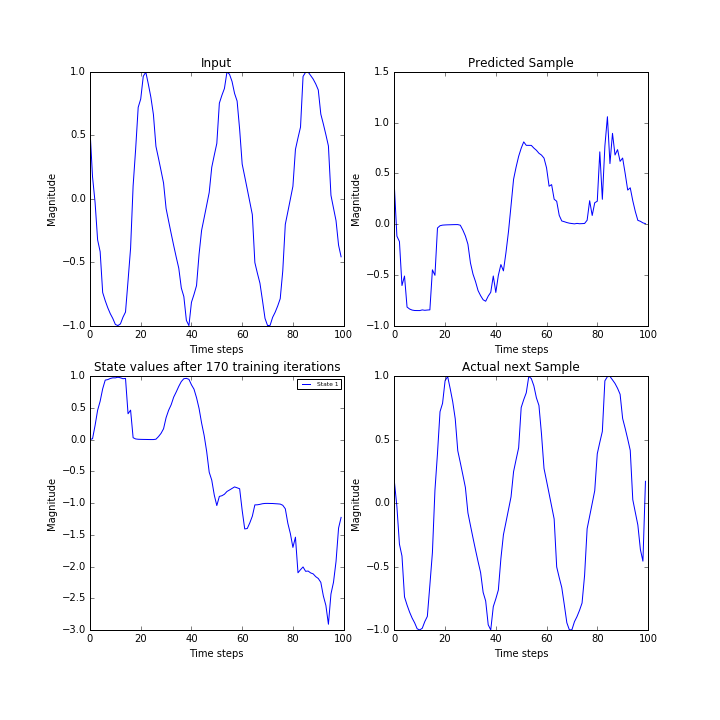 Input
1.0
0.5
0.0
−0.5
−1.0
Magnitude
0 20 40 60 80 100
Time steps
Predicted Sample
1.5
1.0
0.5
0.0
−0.5
−1.0
Magnitude
0 20 40 60 80 100
Time steps
State values after 170 training iterations
State 1
1.0
0.5
0.0
−0.5
−1.0
−1.5
−2.0
−2.5
−3.0
Magnitude
0 20 40 60 80 100
Time steps
Actual next Sample
1.0
0.5
0.0
−0.5
−1.0
Magnitude
0 20 40 60 80 100
Time steps